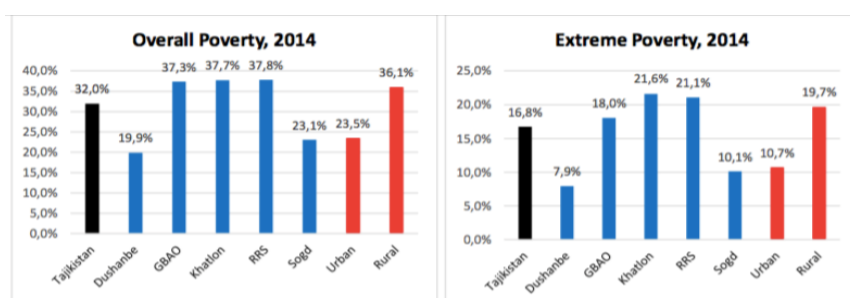 Overall Poverty, 2014
40,0%
35,0%
30,0%
25,0%
20,0%
15,0%
10,0%
5,0%
0,0%
32,0%
19,9%
37,3% 37,7% 37,8%
23,1% 23,5%
36,1%
Tajikistan
Dushanbe
GBAO
Khatlon
RRS
Sogd
Urban
Rural
Extreme Poverty, 2014
25,0%
20,0%
15,0%
10,0%
5,0%
0,0%
16,8%
7,9%
18,0%
21,6% 21,1%
10,1% 10,7%
19,7%
Tajikistan
Dushanbe
GBAO
Khatlon
RRS
Sogd
Urban
Rural